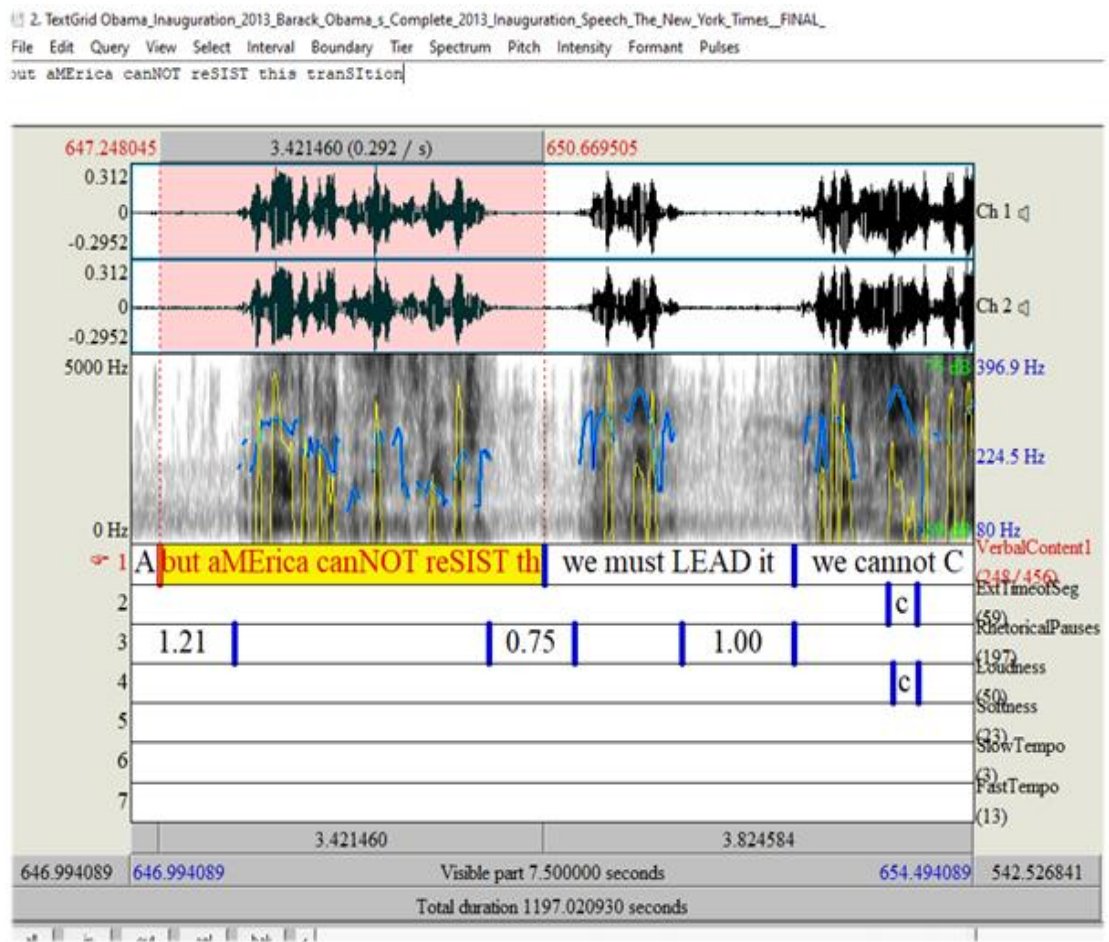 2. TextGrid Obama_Inauguration_2013_Barack_Obama_s_Complete_2013_Inauguration_Speech_The_New_York_Times__FINAL_
File Edit Query View Select Interval Boundary Tier Spectrum Pitch Intensity Formant Pulses
out aMErica canNOT reSIST this tranSItion
647.248045 3.421460 (0.292 / s) 650.669505
0.312
0 Ch 1
-0.2952
0.312
0 Ch 2
-0.2952
5000 Hz 396.9 Hz
224.5 Hz
0 Hz 80 Hz
1 A but aMErica canNOT reSIST th we must LEAD it we cannot C VerbalContent1
(248/456)
2 c ExtTimeofSeg
(59)
3 1.21 0.75 1.00 RhetoricalPauses
(197)
4 c Loudness
(50)
5 Softness
(23)
6 SlowTempo
(3)
7 FastTempo
(13)
3.421460 3.824584
646.994089 646.994089 Visible part 7.500000 seconds 654.494089 542.526841
Total duration 1197.020930 seconds